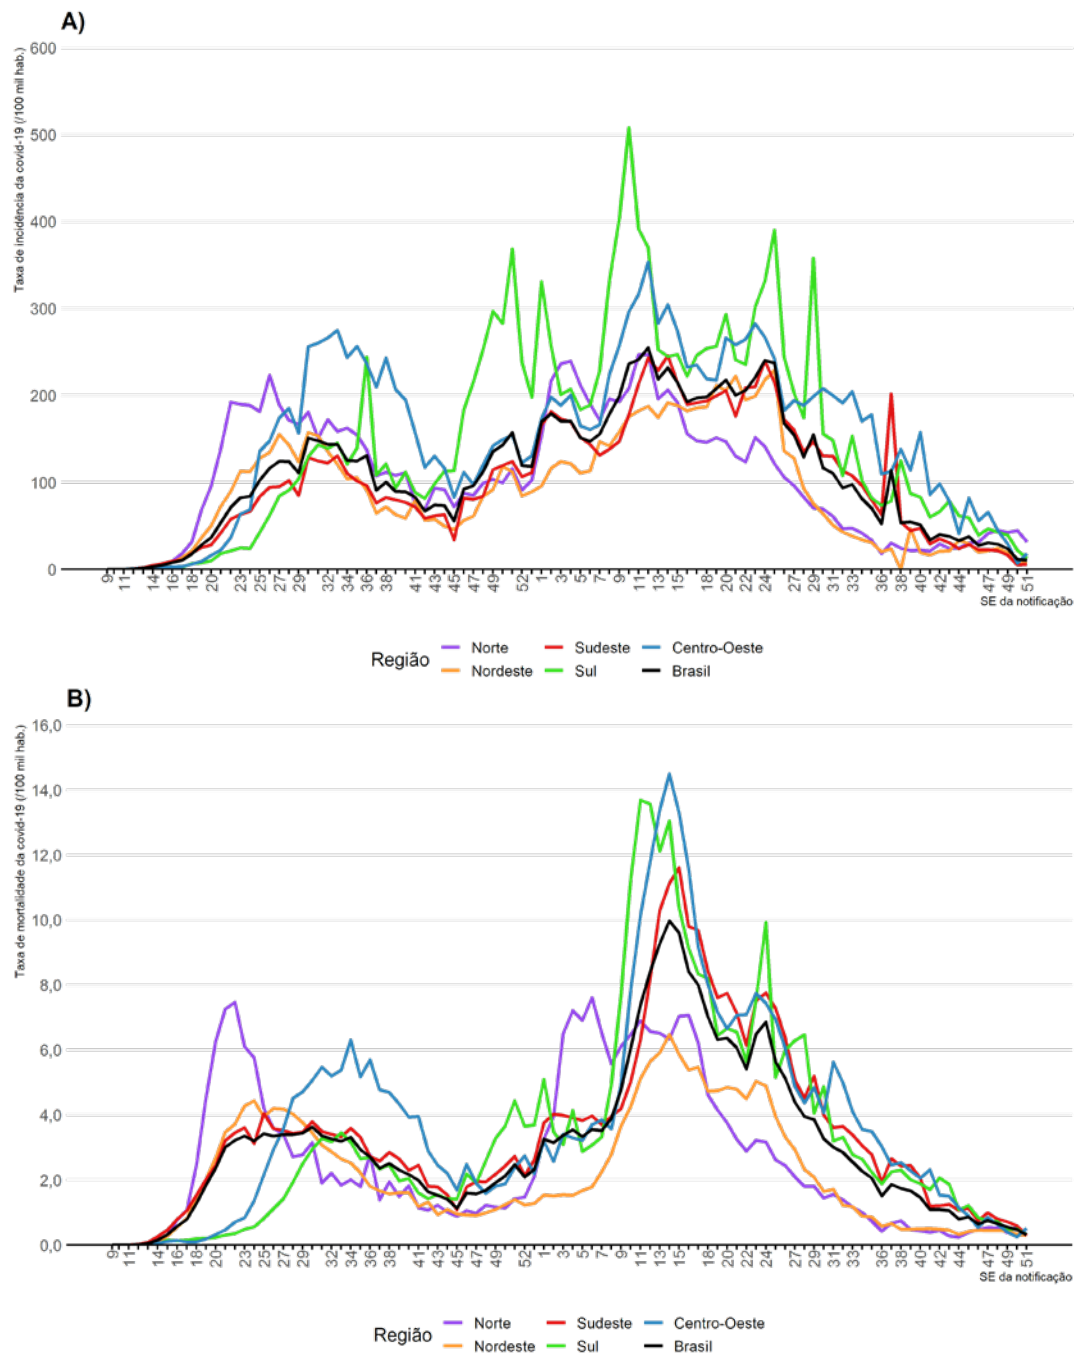 A)
Taxa de incidência da covid-19 (/100 mil hab.)
600
500
400
300
200
100
0
9 11 14 16 18 20 23 25 27 29 32 34 36 38 41 43 45 47 49 52 1 3 5 7 9 11 13 15 18 20 22 24 27 29 31 33 36 38 40 42 44 47 49 51
SE da notificação
Região
Norte Sudeste Centro-Oeste
Nordeste Sul Brasil
B)
Taxa de mortalidade da covid-19 (/100 mil hab.)
16,0
14,0
12,0
10,0
8,0
6,0
4,0
2,0
0,0
9 11 14 16 18 20 23 25 27 29 32 34 36 38 41 43 45 47 49 52 1 3 5 7 9 11 13 15 18 20 22 24 27 29 31 33 36 38 40 42 44 47 49 51
SE da notificação
Região
Norte Sudeste Centro-Oeste
Nordeste Sul Brasil